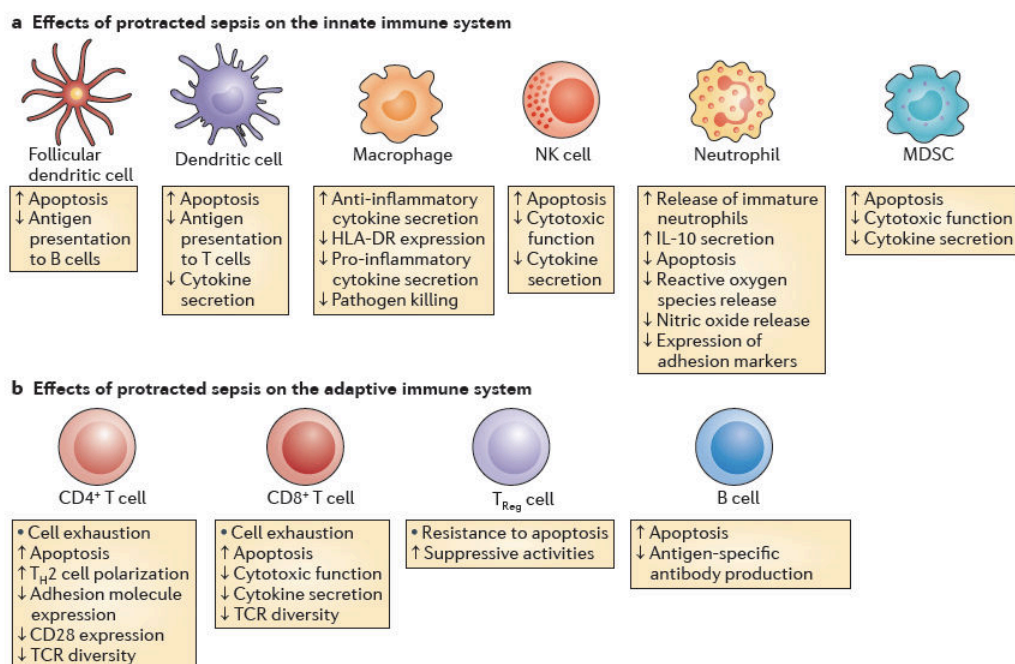 a Effects of protracted sepsis on the innate immune system
Follicular
dendritic cell
↑ Apoptosis
↓ Antigen
presentation
to B cells
Dendritic cell
↑ Apoptosis
↓ Antigen
presentation
to T cells
↓ Cytokine
secretion
Macrophage
↑ Anti-inflammatory
cytokine secretion
↓ HLA-DR expression
↓ Pro-inflammatory
cytokine secretion
↓ Pathogen killing
NK cell
↑ Apoptosis
↓ Cytotoxic
function
↓ Cytokine
secretion
Neutrophil
↑ Release of immature
neutrophils
↑ IL-10 secretion
↓ Apoptosis
↓ Reactive oxygen
species release
↓ Nitric oxide release
↓ Expression of
adhesion markers
MDSC
↑ Apoptosis
↓ Cytotoxic function
↓ Cytokine secretion
b Effects of protracted sepsis on the adaptive immune system
CD4⁺ T cell
• Cell exhaustion
↑ Apoptosis
↑ T_H2 cell polarization
↓ Adhesion molecule
expression
↓ CD28 expression
↓ TCR diversity
CD8⁺ T cell
• Cell exhaustion
↑ Apoptosis
↓ Cytotoxic function
↓ Cytokine secretion
↓ TCR diversity
T_Reg cell
• Resistance to apoptosis
↑ Suppressive activities
B cell
↑ Apoptosis
↓ Antigen-specific
antibody production